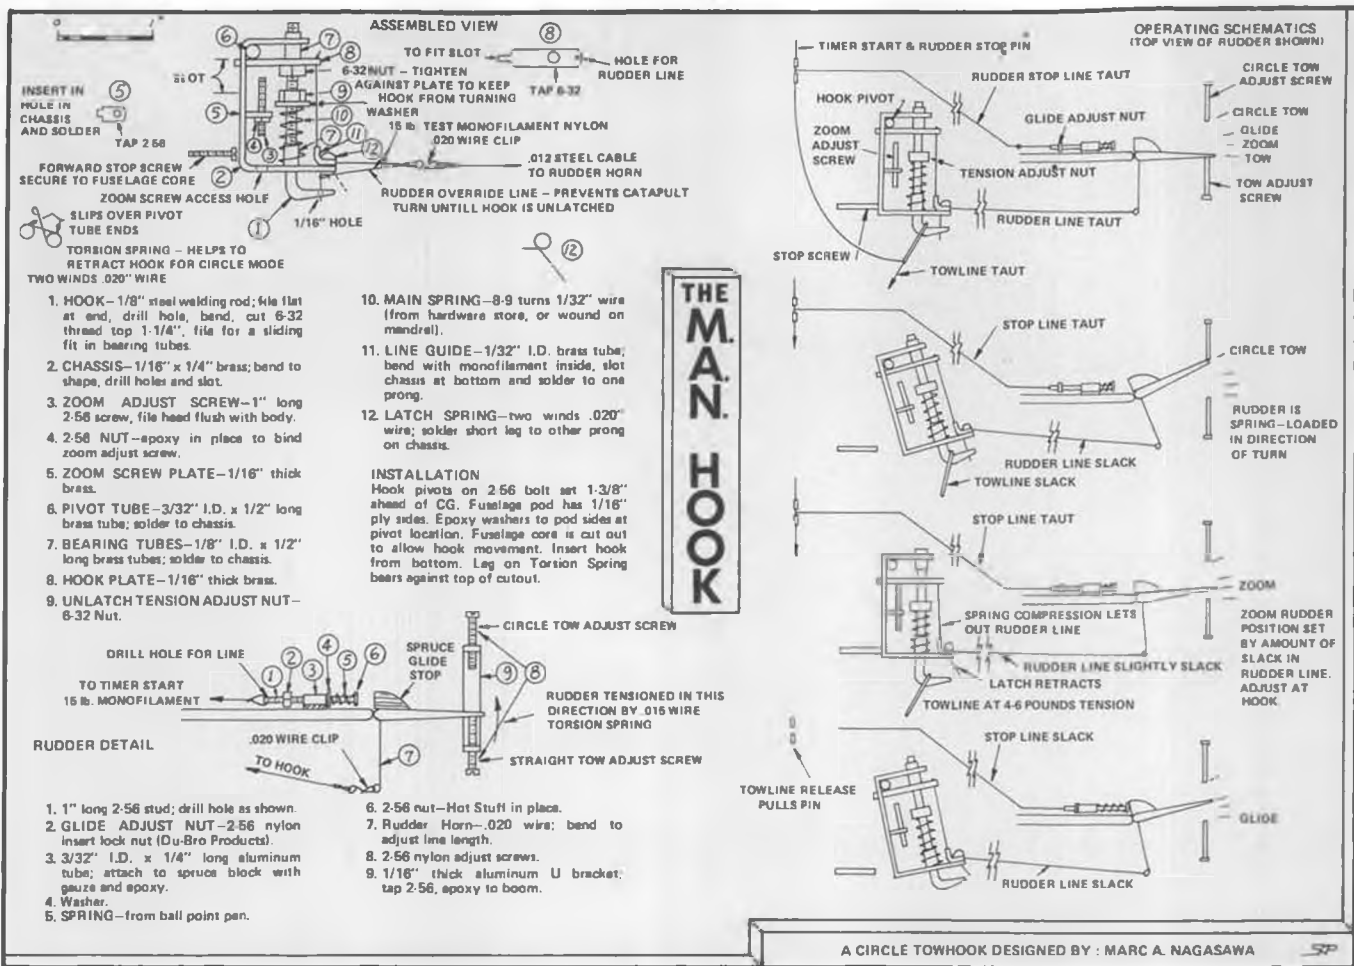 0 1"
ASSEMBLED VIEW
6
7
8
TO FIT SLOT
8
HOLE FOR
RUDDER LINE
TAP 6-32
6-32 NUT – TIGHTEN
AGAINST PLATE TO KEEP
HOOK FROM TURNING
9
WASHER
10
11
12
7
5
4
3
2
1
INSERT IN
HOLE IN
CHASSIS
AND SOLDER
5
TAP 2-56
15 lb. TEST MONOFILAMENT NYLON
.020 WIRE CLIP
.012 STEEL CABLE
TO RUDDER HORN
FORWARD STOP SCREW
SECURE TO FUSELAGE CORE
ZOOM SCREW ACCESS HOLE
RUDDER OVERRIDE LINE – PREVENTS CATAPULT
TURN UNTILL HOOK IS UNLATCHED
1/16" HOLE
SLIPS OVER PIVOT
TUBE ENDS
TORSION SPRING – HELPS TO
RETRACT HOOK FOR CIRCLE MODE
TWO WINDS .020" WIRE
12
1. HOOK–1/8" steel welding rod; file flat
at end, drill hole, bend, cut 6-32
thread top 1-1/4", file for a sliding
fit in bearing tubes.
2. CHASSIS–1/16" x 1/4" brass; bend to
shape, drill holes and slot.
3. ZOOM ADJUST SCREW–1" long
2-56 screw, file head flush with body.
4. 2-56 NUT–epoxy in place to bind
zoom adjust screw.
5. ZOOM SCREW PLATE–1/16" thick
brass.
6. PIVOT TUBE–3/32" I.D. x 1/2" long
brass tube; solder to chassis.
7. BEARING TUBES–1/8" I.D. x 1/2"
long brass tubes; solder to chassis.
8. HOOK PLATE–1/16" thick brass.
9. UNLATCH TENSION ADJUST NUT–
6-32 Nut.
10. MAIN SPRING–8-9 turns 1/32" wire
(from hardware store, or wound on
mandrel).
11. LINE GUIDE–1/32" I.D. brass tube;
bend with monofilament inside, slot
chassis at bottom and solder to one
prong.
12. LATCH SPRING–two winds .020"
wire; solder short leg to other prong
on chassis.
INSTALLATION
Hook pivots on 2-56 bolt set 1-3/8"
ahead of CG. Fuselage pod has 1/16"
ply sides. Epoxy washers to pod sides at
pivot location. Fuselage core is cut out
to allow hook movement. Insert hook
from bottom. Leg on Torsion Spring
bears against top of cutout.
DRILL HOLE FOR LINE
TO TIMER START
15 lb. MONOFILAMENT
1
2
3
4
5
6
SPRUCE
GLIDE
STOP
CIRCLE TOW ADJUST SCREW
9
8
RUDDER TENSIONED IN THIS
DIRECTION BY .015 WIRE
TORSION SPRING
STRAIGHT TOW ADJUST SCREW
RUDDER DETAIL
.020 WIRE CLIP
TO HOOK
7
1. 1" long 2-56 stud; drill hole as shown.
2. GLIDE ADJUST NUT–2-56 nylon
insert lock nut (Du-Bro Products).
3. 3/32" I.D. x 1/4" long aluminum
tube; attach to spruce block with
gauze and epoxy.
4. Washer.
5. SPRING–from ball point pen.
6. 2-56 nut–Hot Stuff in place.
7. Rudder Horn–.020 wire; bend to
adjust line length.
8. 2-56 nylon adjust screws.
9. 1/16" thick aluminum U bracket;
tap 2-56, epoxy to boom.
THE
M.A.N.
HOOK
OPERATING SCHEMATICS
(TOP VIEW OF RUDDER SHOWN)
TIMER START & RUDDER STOP PIN
RUDDER STOP LINE TAUT
CIRCLE TOW
ADJUST SCREW
HOOK PIVOT
GLIDE ADJUST NUT
CIRCLE TOW
GLIDE
ZOOM
TOW
ZOOM
ADJUST
SCREW
TENSION ADJUST NUT
TOW ADJUST
SCREW
RUDDER LINE TAUT
STOP SCREW
TOWLINE TAUT
STOP LINE TAUT
CIRCLE TOW
RUDDER IS
SPRING–LOADED
IN DIRECTION
OF TURN
RUDDER LINE SLACK
TOWLINE SLACK
STOP LINE TAUT
ZOOM
SPRING COMPRESSION LETS
OUT RUDDER LINE
ZOOM RUDDER
POSITION SET
BY AMOUNT OF
SLACK IN
RUDDER LINE.
ADJUST AT
HOOK
RUDDER LINE SLIGHTLY SLACK
LATCH RETRACTS
TOWLINE AT 4-6 POUNDS TENSION
STOP LINE SLACK
TOWLINE RELEASE
PULLS PIN
GLIDE
RUDDER LINE SLACK
A CIRCLE TOWHOOK DESIGNED BY : MARC A. NAGASAWA